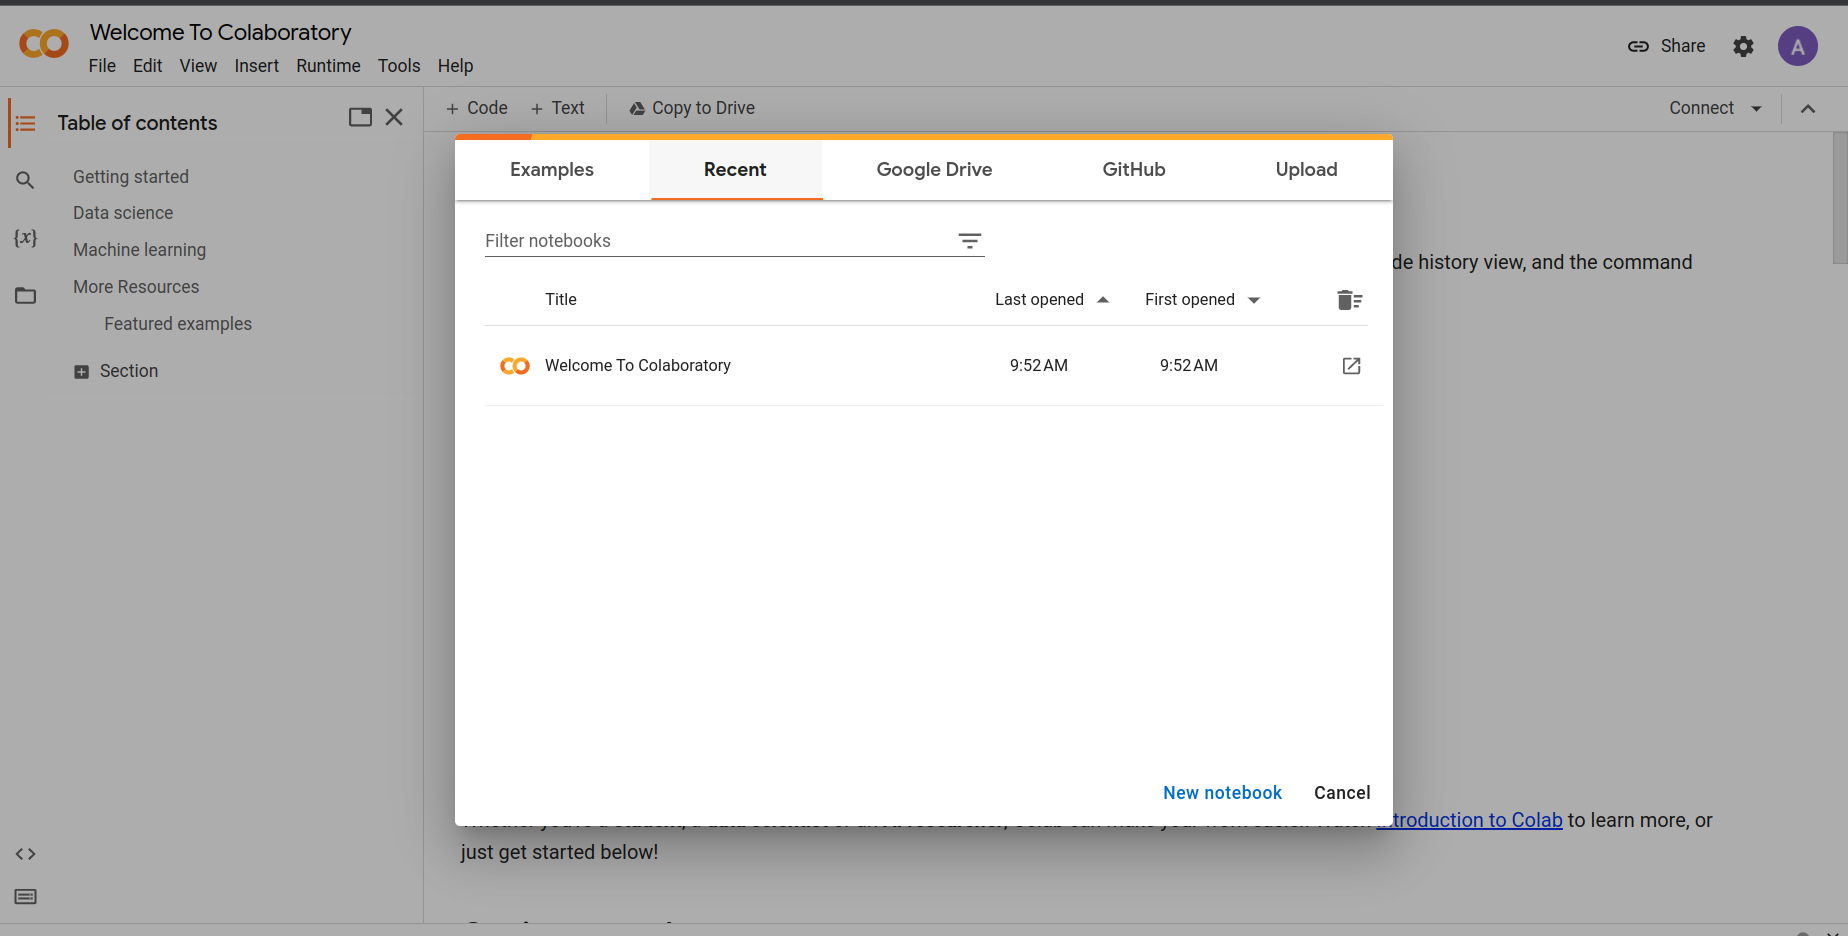 Welcome To Colaboratory
File Edit View Insert Runtime Tools Help
Share
A
Table of contents
Getting started
Data science
Machine learning
More Resources
Featured examples
Section
{x}
+ Code + Text Copy to Drive
Connect
Examples Recent Google Drive GitHub Upload
Filter notebooks
Title Last opened First opened
Welcome To Colaboratory 9:52 AM 9:52 AM
New notebook Cancel
de history view, and the command
ntroduction to Colab to learn more, or
just get started below!